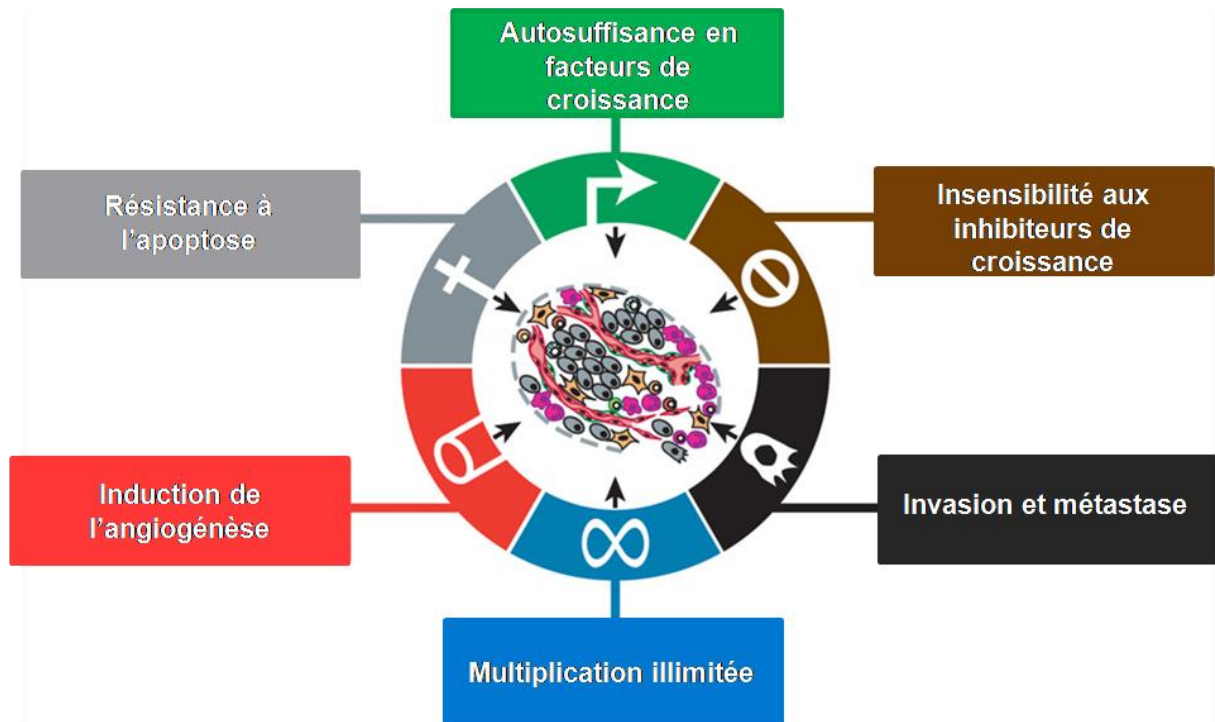 Autosuffisance en
facteurs de
croissance
Résistance à
l'apoptose
Insensibilité aux
inhibiteurs de
croissance
Induction de
l'angiogénèse
Invasion et métastase
Multiplication illimitée